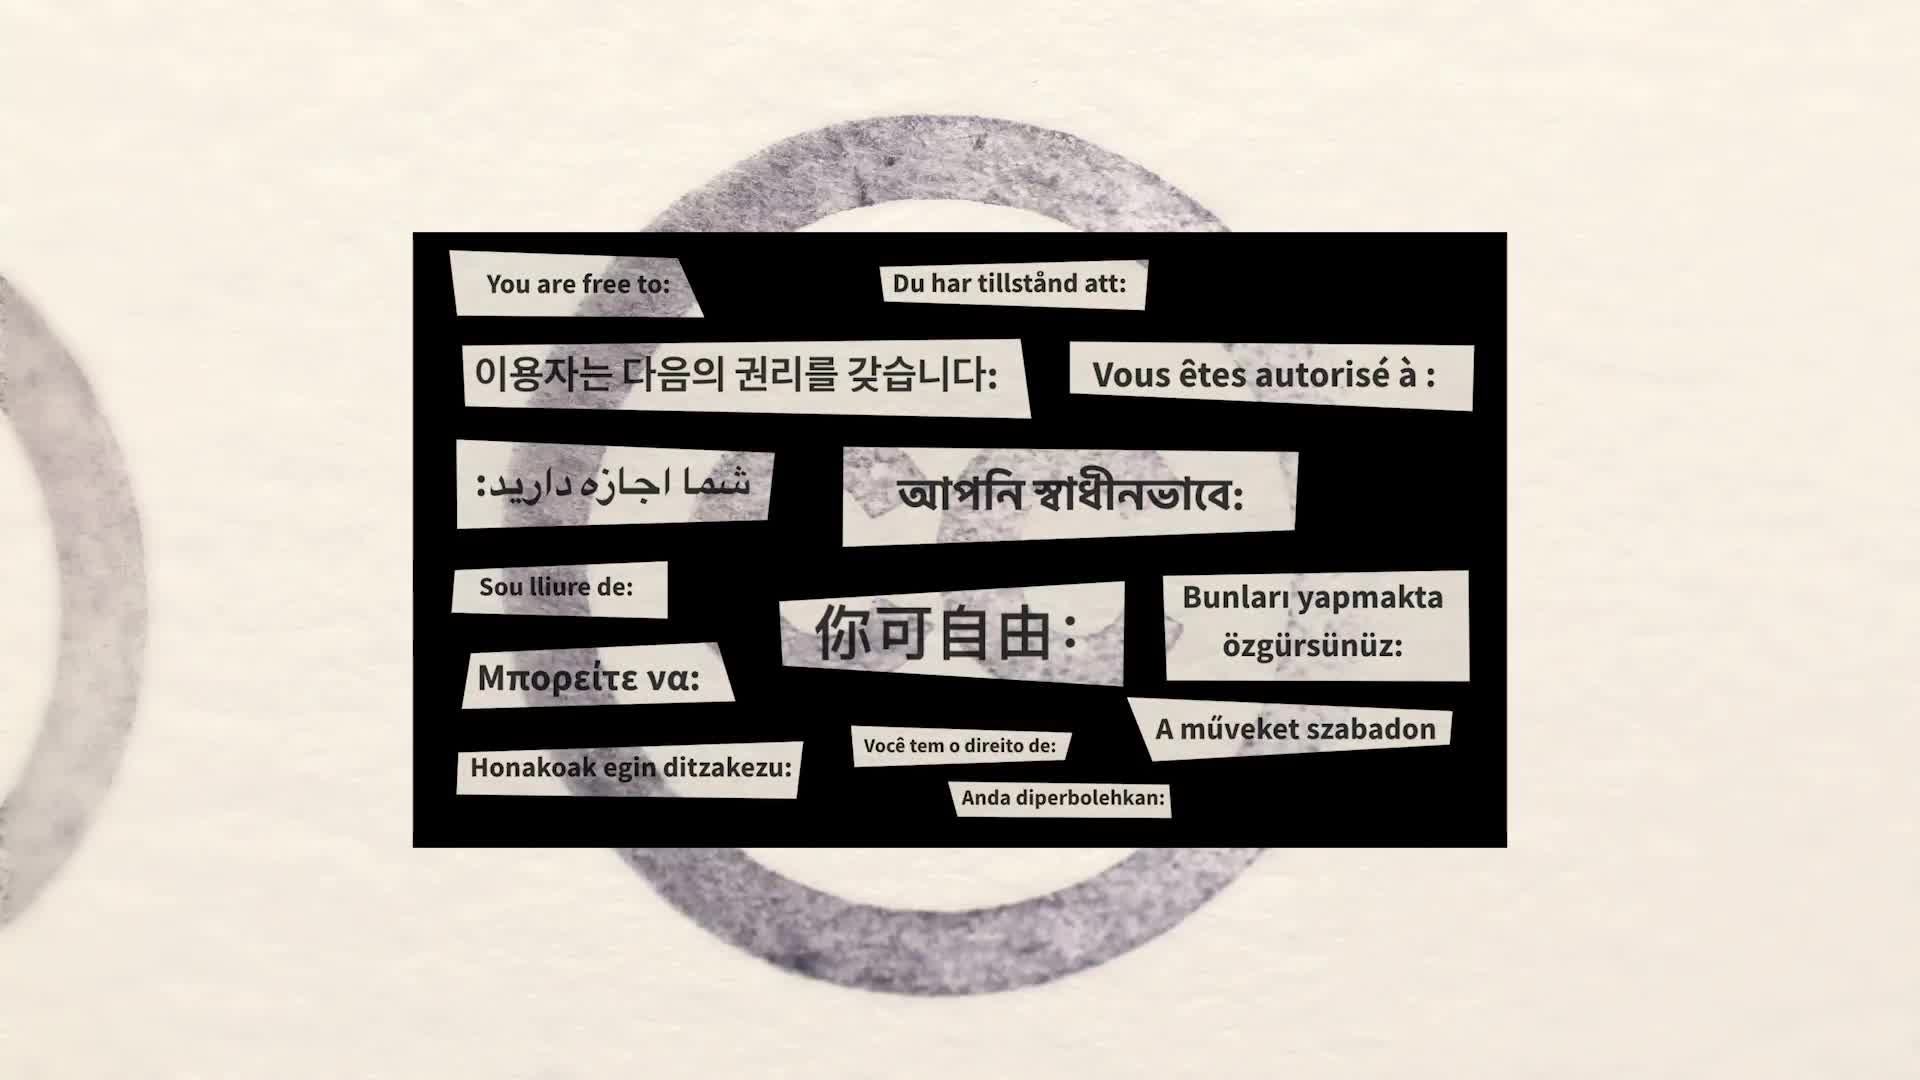 You are free to:
Du har tillstånd att:
이용자는 다음의 권리를 갖습니다:
Vous êtes autorisé à :
شما اجازه دارید:
আপনি স্বাধীনভাবে:
Sou lliure de:
你可自由：
Bunları yapmakta
özgürsünüz:
Μπορείτε να:
A műveket szabadon
Você tem o direito de:
Honakoak egin ditzakezu:
Anda diperbolehkan: